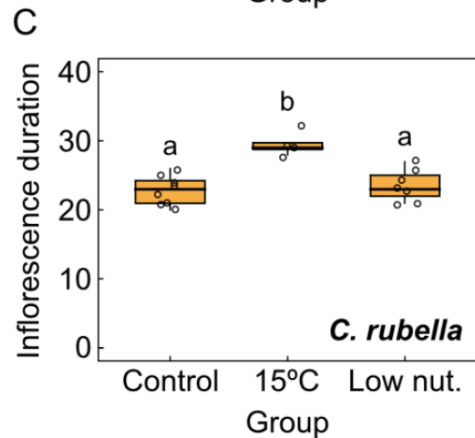 Group
C
Inflorescence duration
40
30
20
10
0
a
b
a
C. rubella
Control 15ºC Low nut.
Group